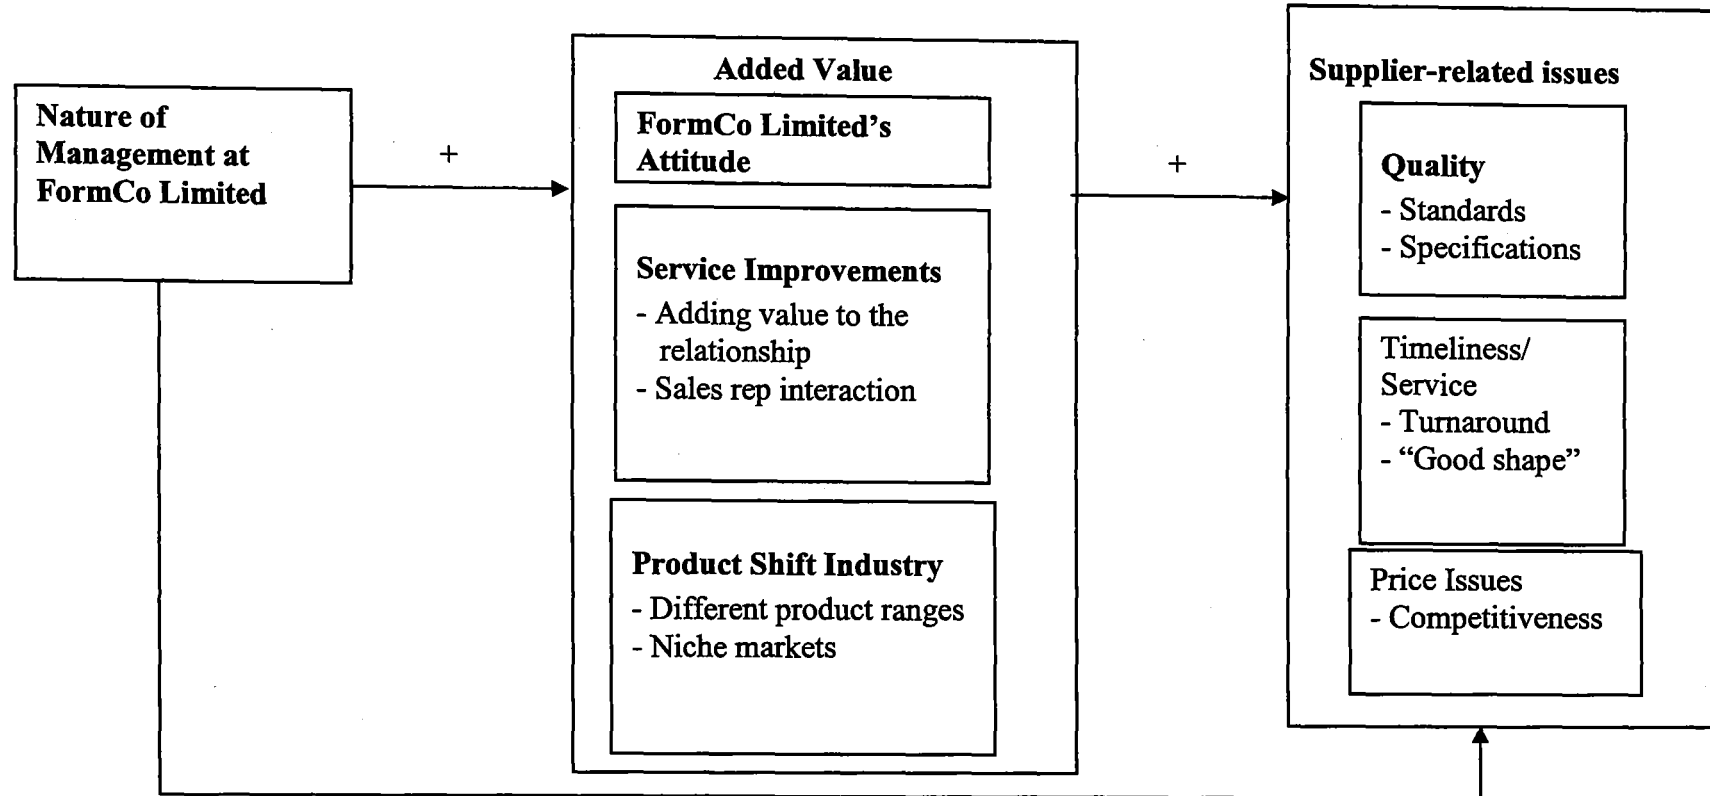 Nature of
Management at
FormCo Limited
+
Added Value
FormCo Limited's
Attitude
Service Improvements
- Adding value to the
relationship
- Sales rep interaction
Product Shift Industry
- Different product ranges
- Niche markets
+
Supplier-related issues
Quality
- Standards
- Specifications
Timeliness/
Service
- Turnaround
- “Good shape”
Price Issues
- Competitiveness